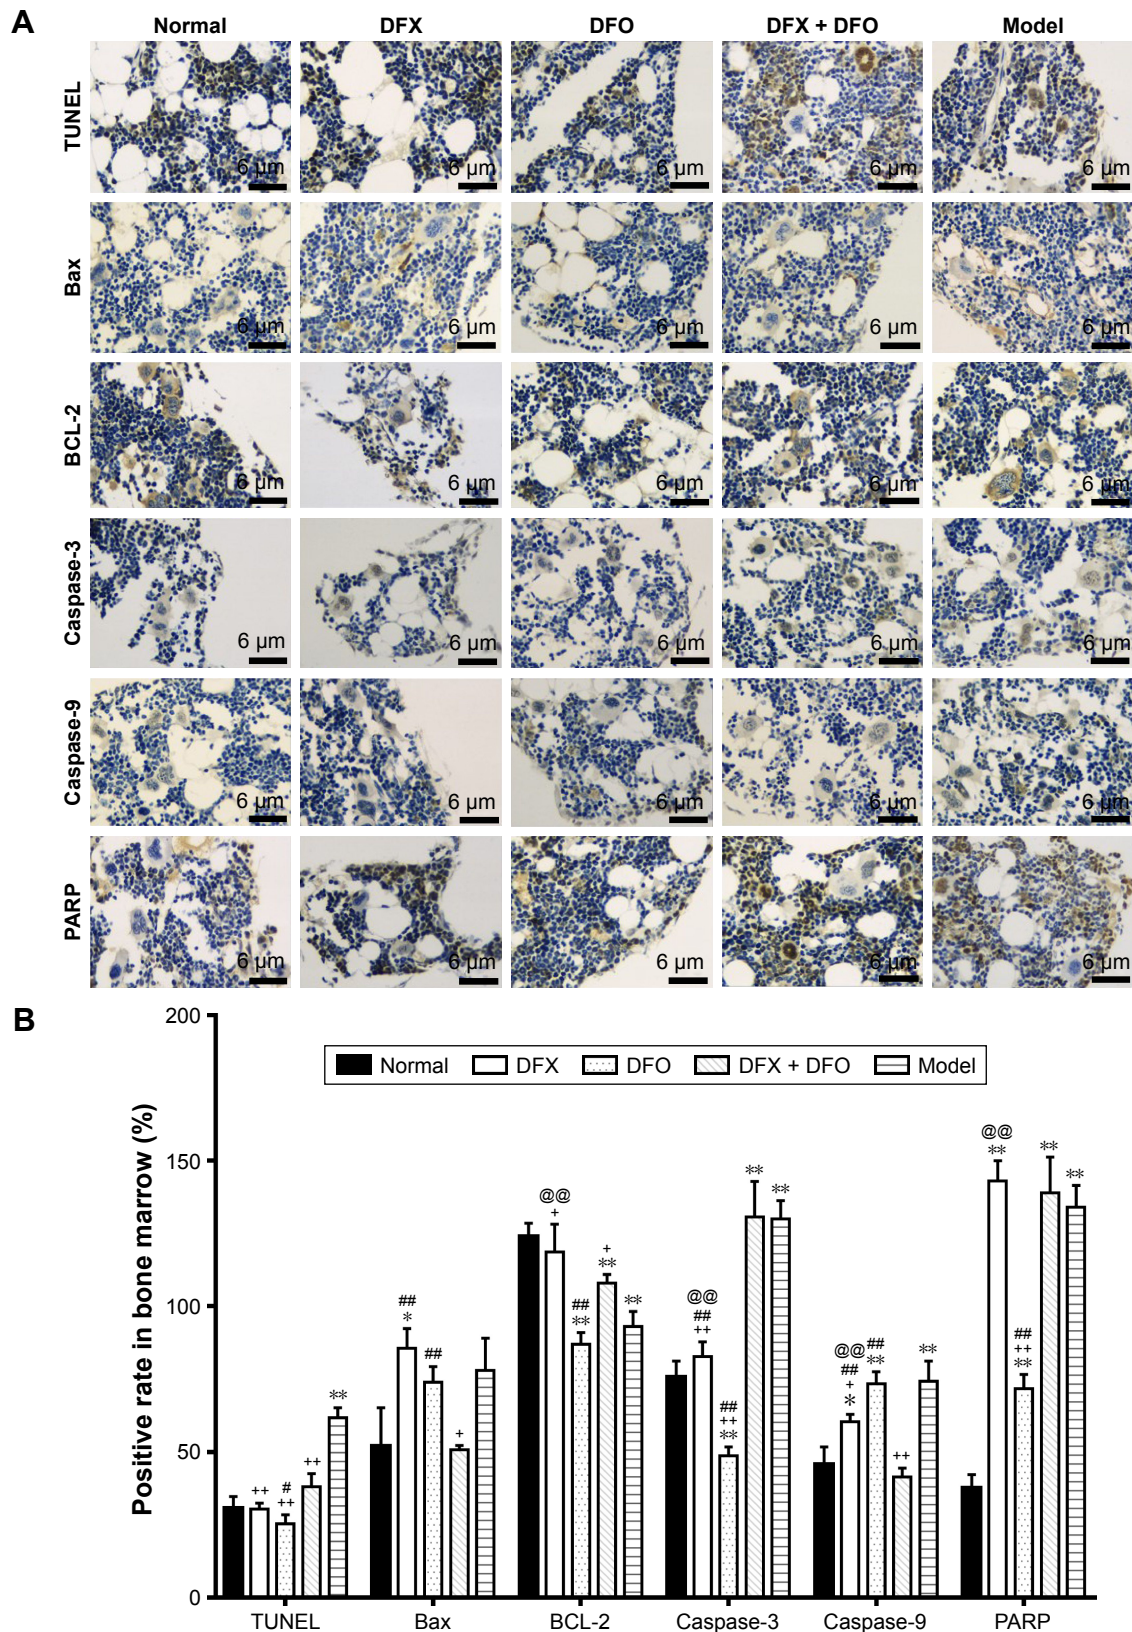 A
Normal DFX DFO DFX + DFO Model
TUNEL
6 µm 6 µm 6 µm 6 µm 6 µm
Bax
6 µm 6 µm 6 µm 6 µm 6 µm
BCL-2
6 µm 6 µm 6 µm 6 µm 6 µm
Caspase-3
6 µm 6 µm 6 µm 6 µm 6 µm
Caspase-9
6 µm 6 µm 6 µm 6 µm 6 µm
PARP
6 µm 6 µm 6 µm 6 µm 6 µm
B
Positive rate in bone marrow (%)
200
150
100
50
0
Normal DFX DFO DFX + DFO Model
++
#
++
++
**
##
*
##
+
@@
+
##
**
+
**
**
@@
##
++
##
++
**
**
**
@@
##
+
*
##
**
++
**
@@
**
##
++
**
**
**
TUNEL Bax BCL-2 Caspase-3 Caspase-9 PARP